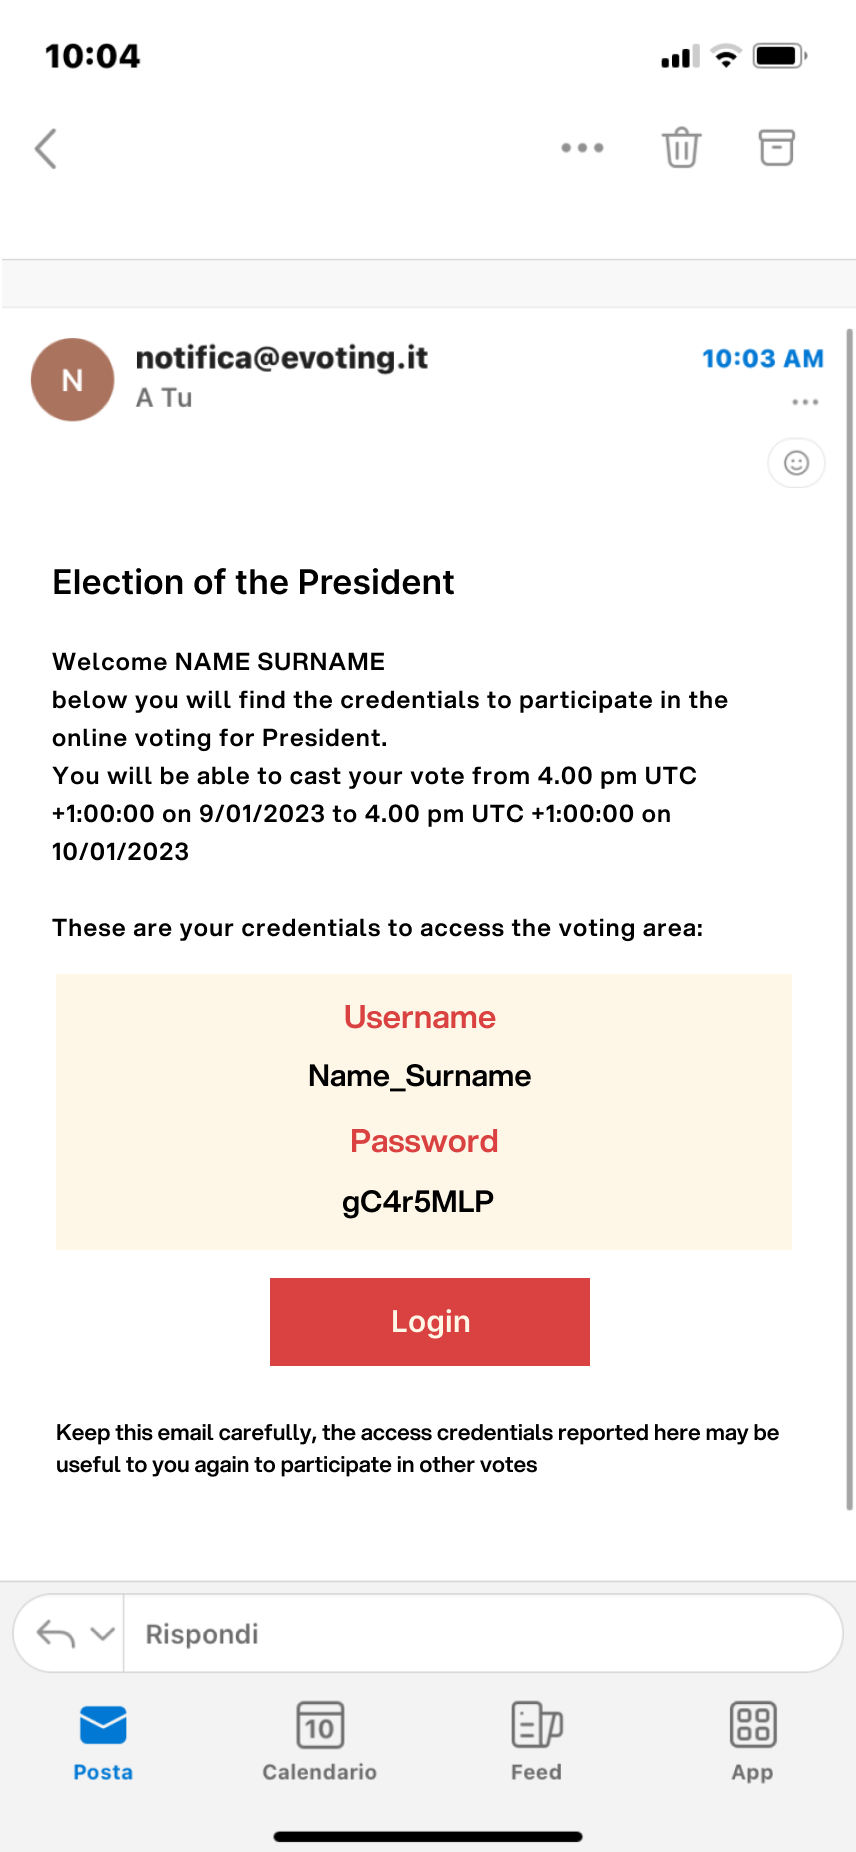 10:04
N
notifica@evoting.it
10:03 AM
A Tu
Election of the President
Welcome NAME SURNAME
below you will find the credentials to participate in the
online voting for President.
You will be able to cast your vote from 4.00 pm UTC
+1:00:00 on 9/01/2023 to 4.00 pm UTC +1:00:00 on
10/01/2023
These are your credentials to access the voting area:
Username
Name_Surname
Password
gC4r5MLP
Login
Keep this email carefully, the access credentials reported here may be
useful to you again to participate in other votes
Rispondi
10
Posta
Calendario
Feed
App